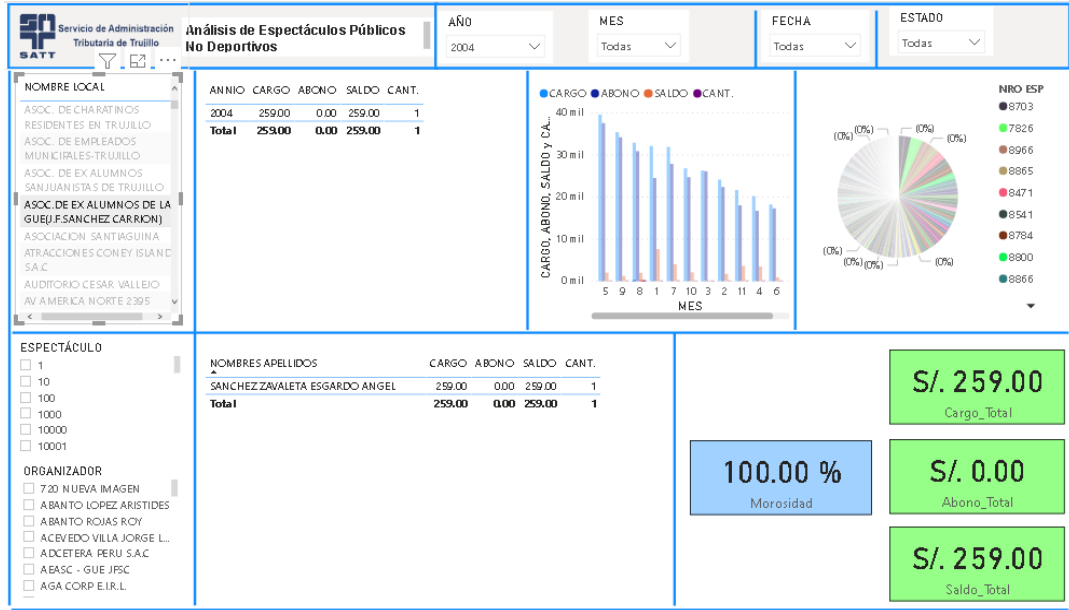 SATT
Servicio de Administración
Tributaria de Trujillo
Análisis de Espectáculos Públicos
No Deportivos
AÑO
2004
MES
Todas
FECHA
Todas
ESTADO
Todas
NOMBRE LOCAL
ASOC. DE CHARATINOS
RESIDENTES EN TRUJILLO
ASOC. DE EMPLEADOS
MUNICIPALES-TRUJILLO
ASOC. DE EX ALUMNOS
SANJUANISTAS DE TRUJILLO
ASOC.DE EX ALUMNOS DE LA
GUE(J.F.SANCHEZ CARRION)
ASOCIACION SANTIAGUINA
ATRACCIONES CONEY ISLAND
S.A.C
AUDITORIO CESAR VALLEJO
AV AMERICA NORTE 2395
ANNIO CARGO ABONO SALDO CANT.
2004 259.00 0.00 259.00 1
Total 259.00 0.00 259.00 1
CARGO ABONO SALDO CANT.
CARGO, ABONO, SALDO y CA...
40 mil
30 mil
20 mil
10 mil
0 mil
5 9 8 1 7 10 3 2 11 4 6
MES
(0%) (0%) (0%)
(0%) (0%) (0%) (0%)
NRO ESP
8703
7826
8966
8865
8471
8541
8784
8800
8866
ESPECTÁCULO
1
10
100
1000
10000
10001
ORGANIZADOR
720 NUEVA IMAGEN
ABANTO LOPEZ ARISTIDES
ABANTO ROJAS ROY
ACEVEDO VILLA JORGE L...
ADCETERA PERU S.A.C
AEASC - GUE JFSC
AGA CORP E.I.R.L.
NOMBRES APELLIDOS CARGO ABONO SALDO CANT.
SANCHEZ ZAVALETA ESGARDO ANGEL 259.00 0.00 259.00 1
Total 259.00 0.00 259.00 1
100.00 %
Morosidad
S/. 259.00
Cargo_Total
S/. 0.00
Abono_Total
S/. 259.00
Saldo_Total